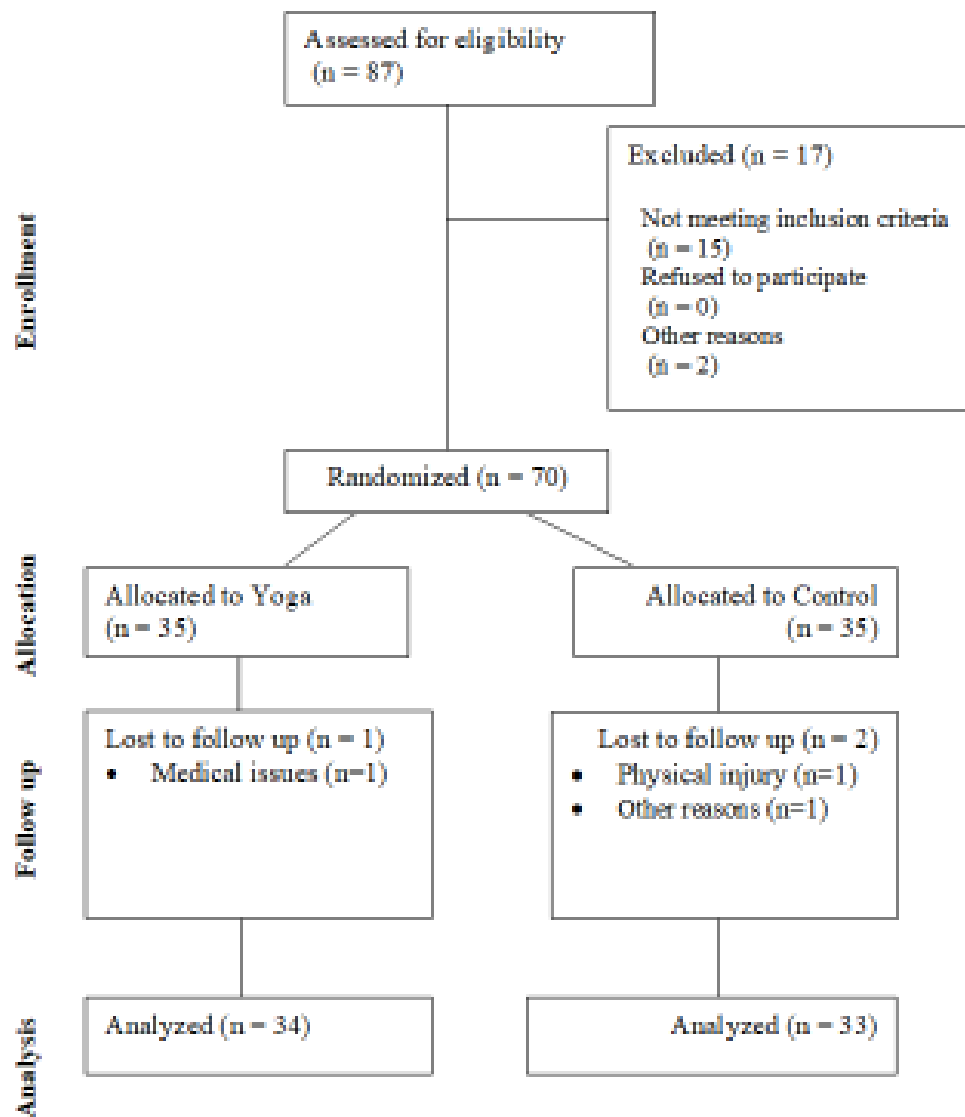 Assessed for eligibility
(n = 87)
Excluded (n = 17)
Not meeting inclusion criteria
(n = 15)
Refused to participate
(n = 0)
Other reasons
(n = 2)
Enrollment
Randomized (n = 70)
Allocation
Allocated to Yoga
(n = 35)
Allocated to Control
(n = 35)
Follow up
Lost to follow up (n = 1)
• Medical issues (n=1)
Lost to follow up (n = 2)
• Physical injury (n=1)
• Other reasons (n=1)
Analysis
Analyzed (n = 34)
Analyzed (n = 33)